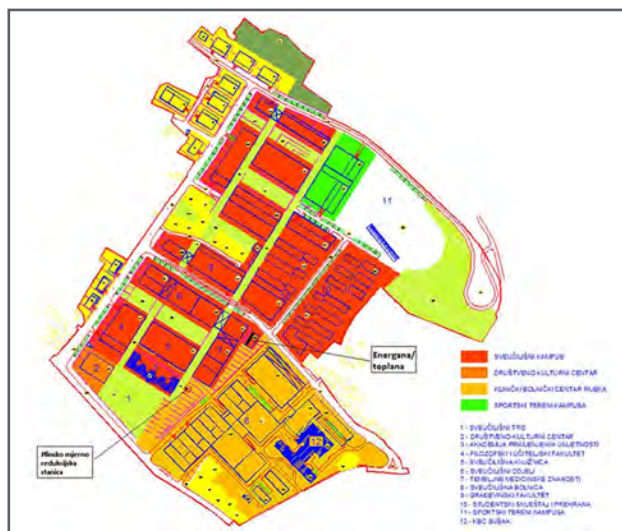 11
Energana/
toplana
Plinsko mjerno
redukcijska
stanica
12
SVEUČILIŠNI KAMPUS
DRUŠTVENO KULTURNI CENTAR
KLINIČKI BOLNIČKI CENTAR RIJEKA
SPORTSKI TERENI KAMPUSA
1 - SVEUČILIŠNI TRG
2 - DRUŠTVENO-KULTURNI CENTAR
3 - AKADEMIJA PRIMIJENJENIH UMJETNOSTI
4 - FILOZOFSKI I UČITELJSKI FAKULTET
5 - SVEUČILIŠNA KNJIŽNICA
6 - SVEUČILIŠNI ODJELI
7 - TEMELJNE MEDICINSKE ZNANOSTI
8 - SVEUČILIŠNA BOLNICA
9 - GRAĐEVINSKI FAKULTET
10 - STUDENTSKI SMJEŠTAJ I PREHRANA
11 - SPORTSKI TERENI KAMPUSA
12 - KBC SUŠAK